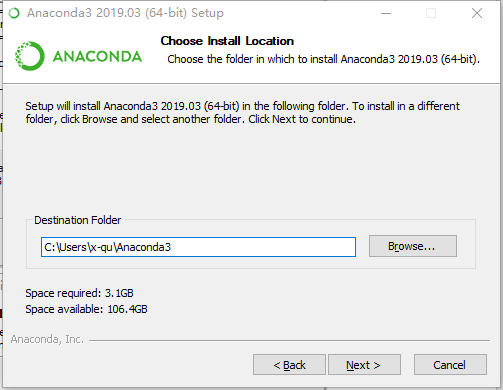 Anaconda3 2019.03 (64-bit) Setup
ANACONDA
Choose Install Location
Choose the folder in which to install Anaconda3 2019.03 (64-bit).
Setup will install Anaconda3 2019.03 (64-bit) in the following folder. To install in a different
folder, click Browse and select another folder. Click Next to continue.
Destination Folder
C:\Users\x-qu\Anaconda3
Browse...
Space required: 3.1GB
Space available: 106.4GB
Anaconda, Inc.
< Back
Next >
Cancel